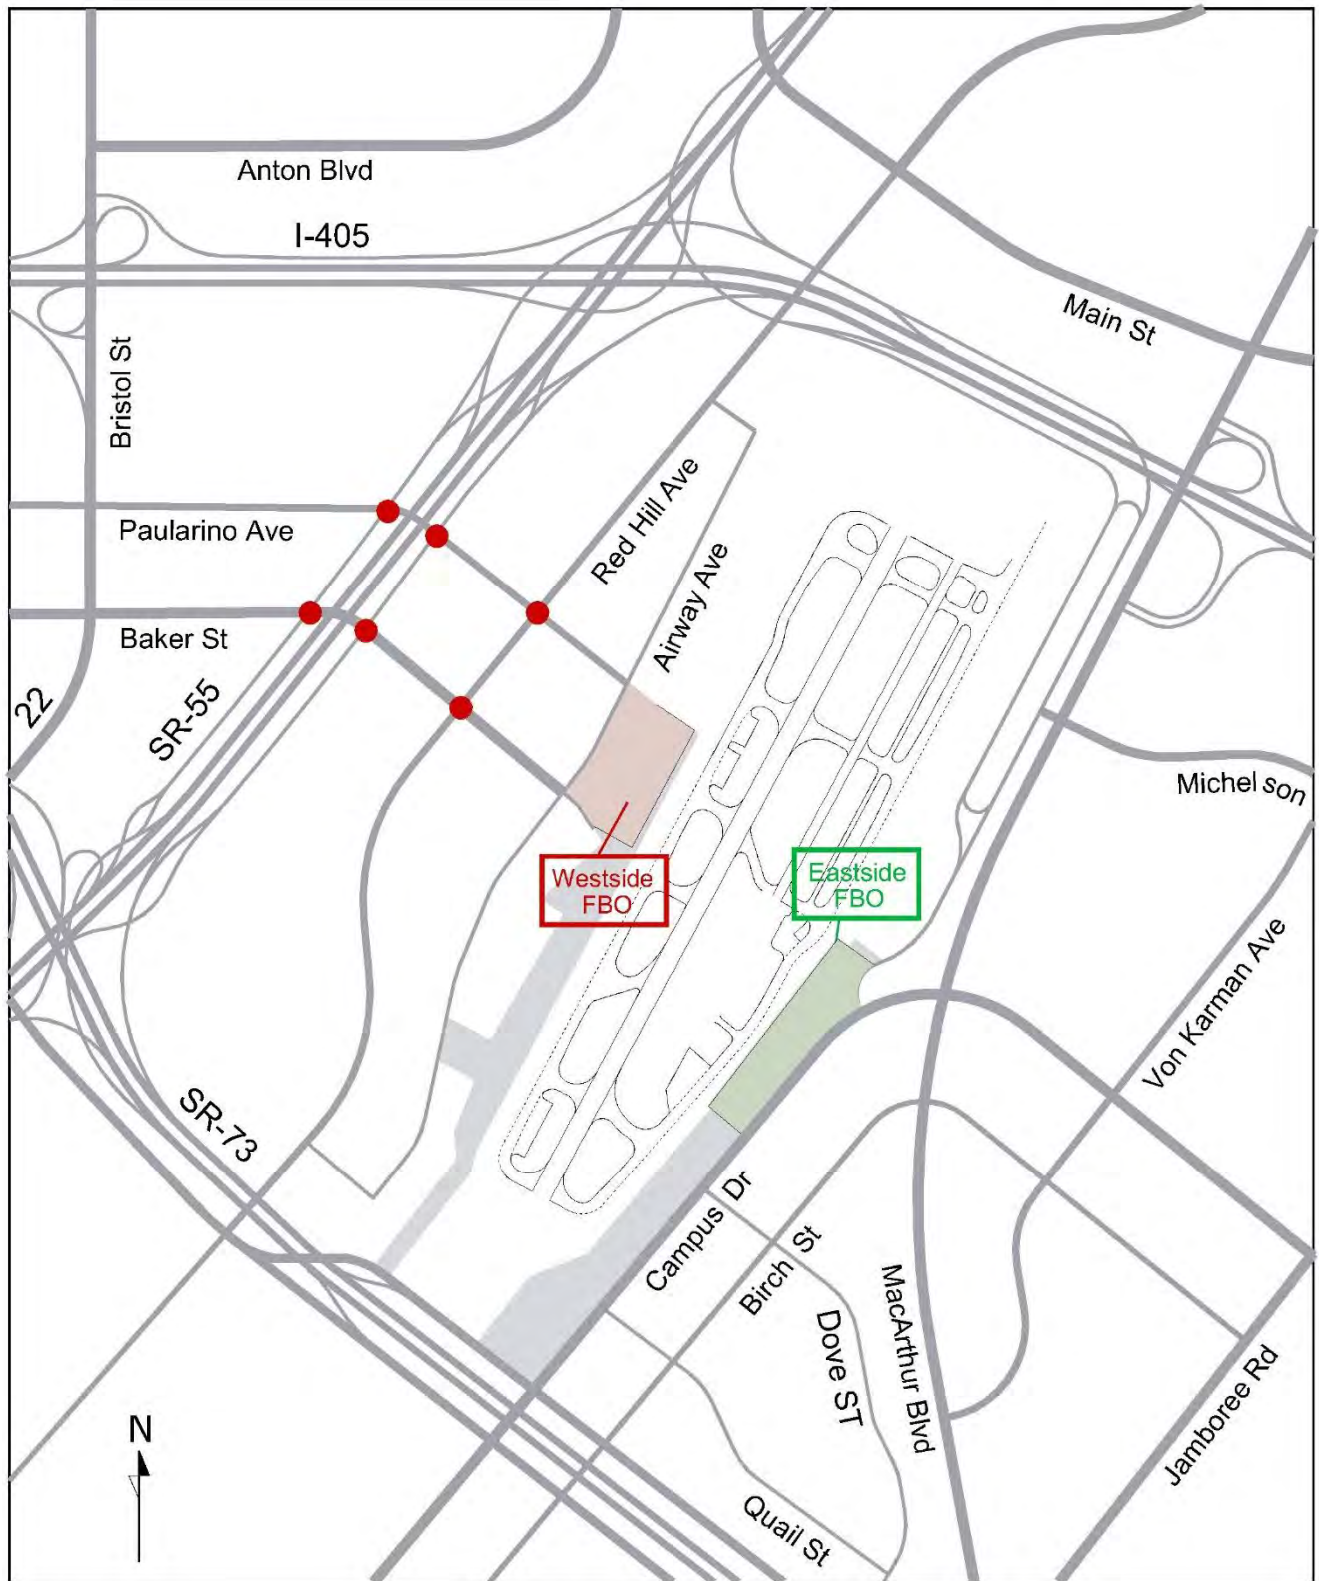 Anton Blvd
I-405
Main St
Bristol St
Paularino Ave
Red Hill Ave
Airway Ave
Baker St
22
SR-55
Michelson
Westside
FBO
Eastside
FBO
Von Karman Ave
SR-73
Campus Dr
Birch St
Dove ST
MacArthur Blvd
Jamboree Rd
N
Quail St